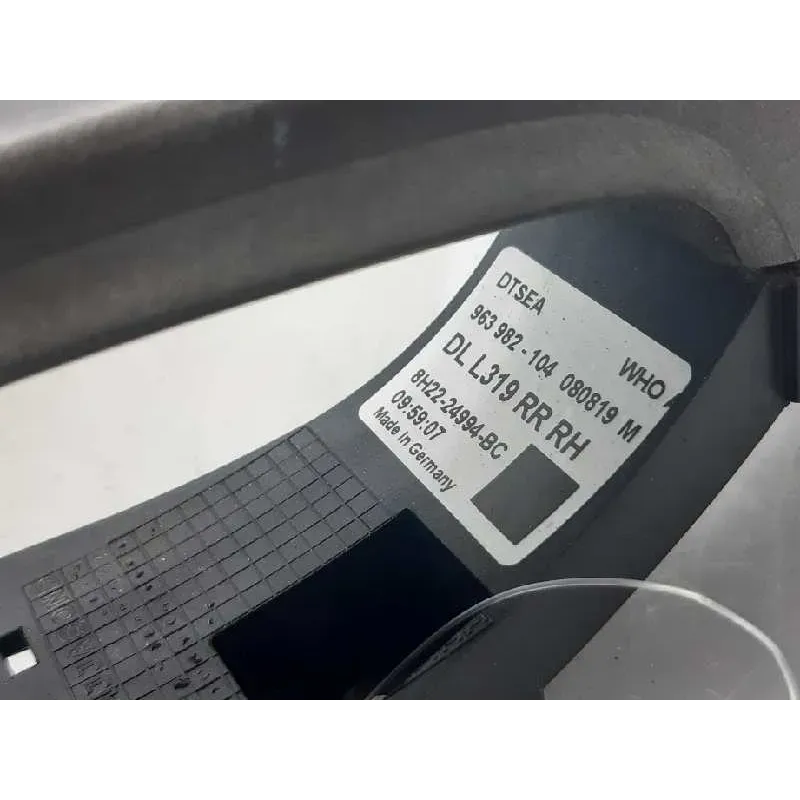 DTSEA
WHO
963 982 - 104 080819 M
DL L319 RR RH
8H22-24994-BC
09:59:07
Made In Germany